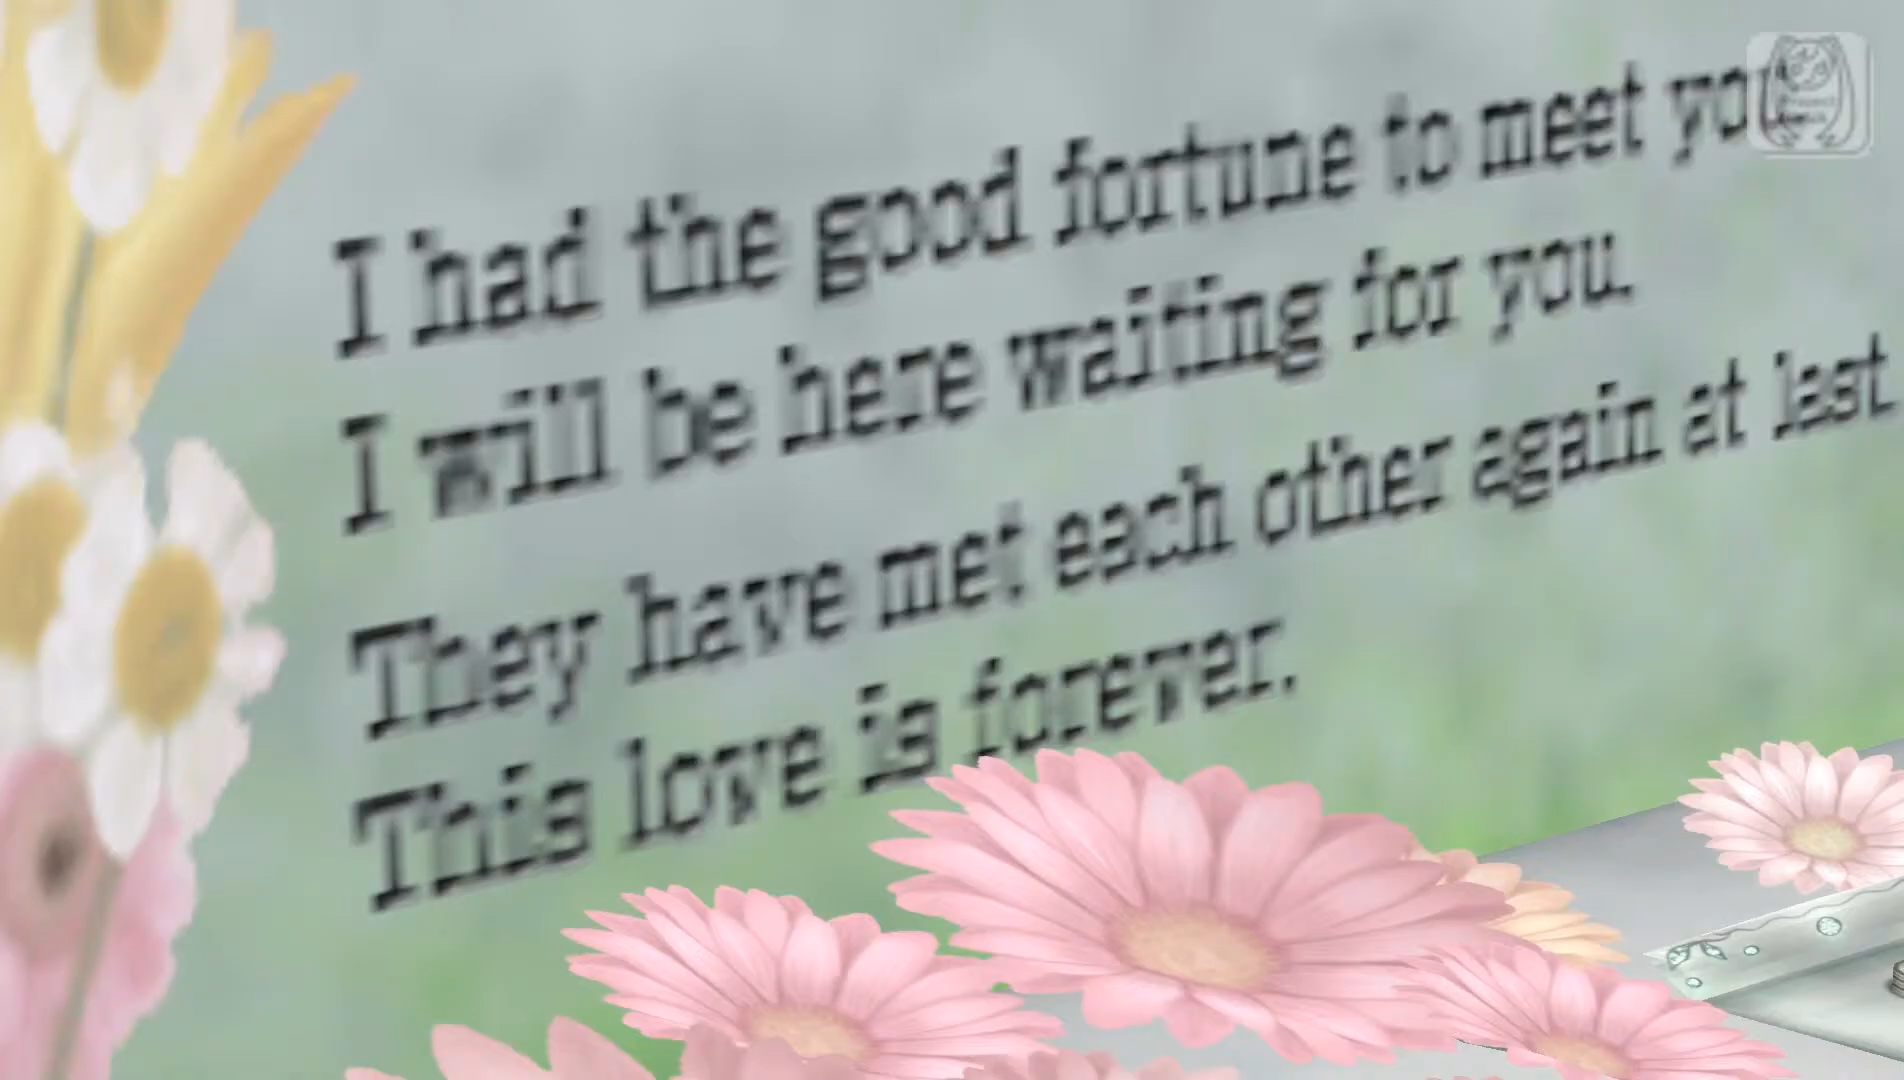 I had the good fortune to meet you
I will be here waiting for you.
They have met each other again at last
This love is forever.